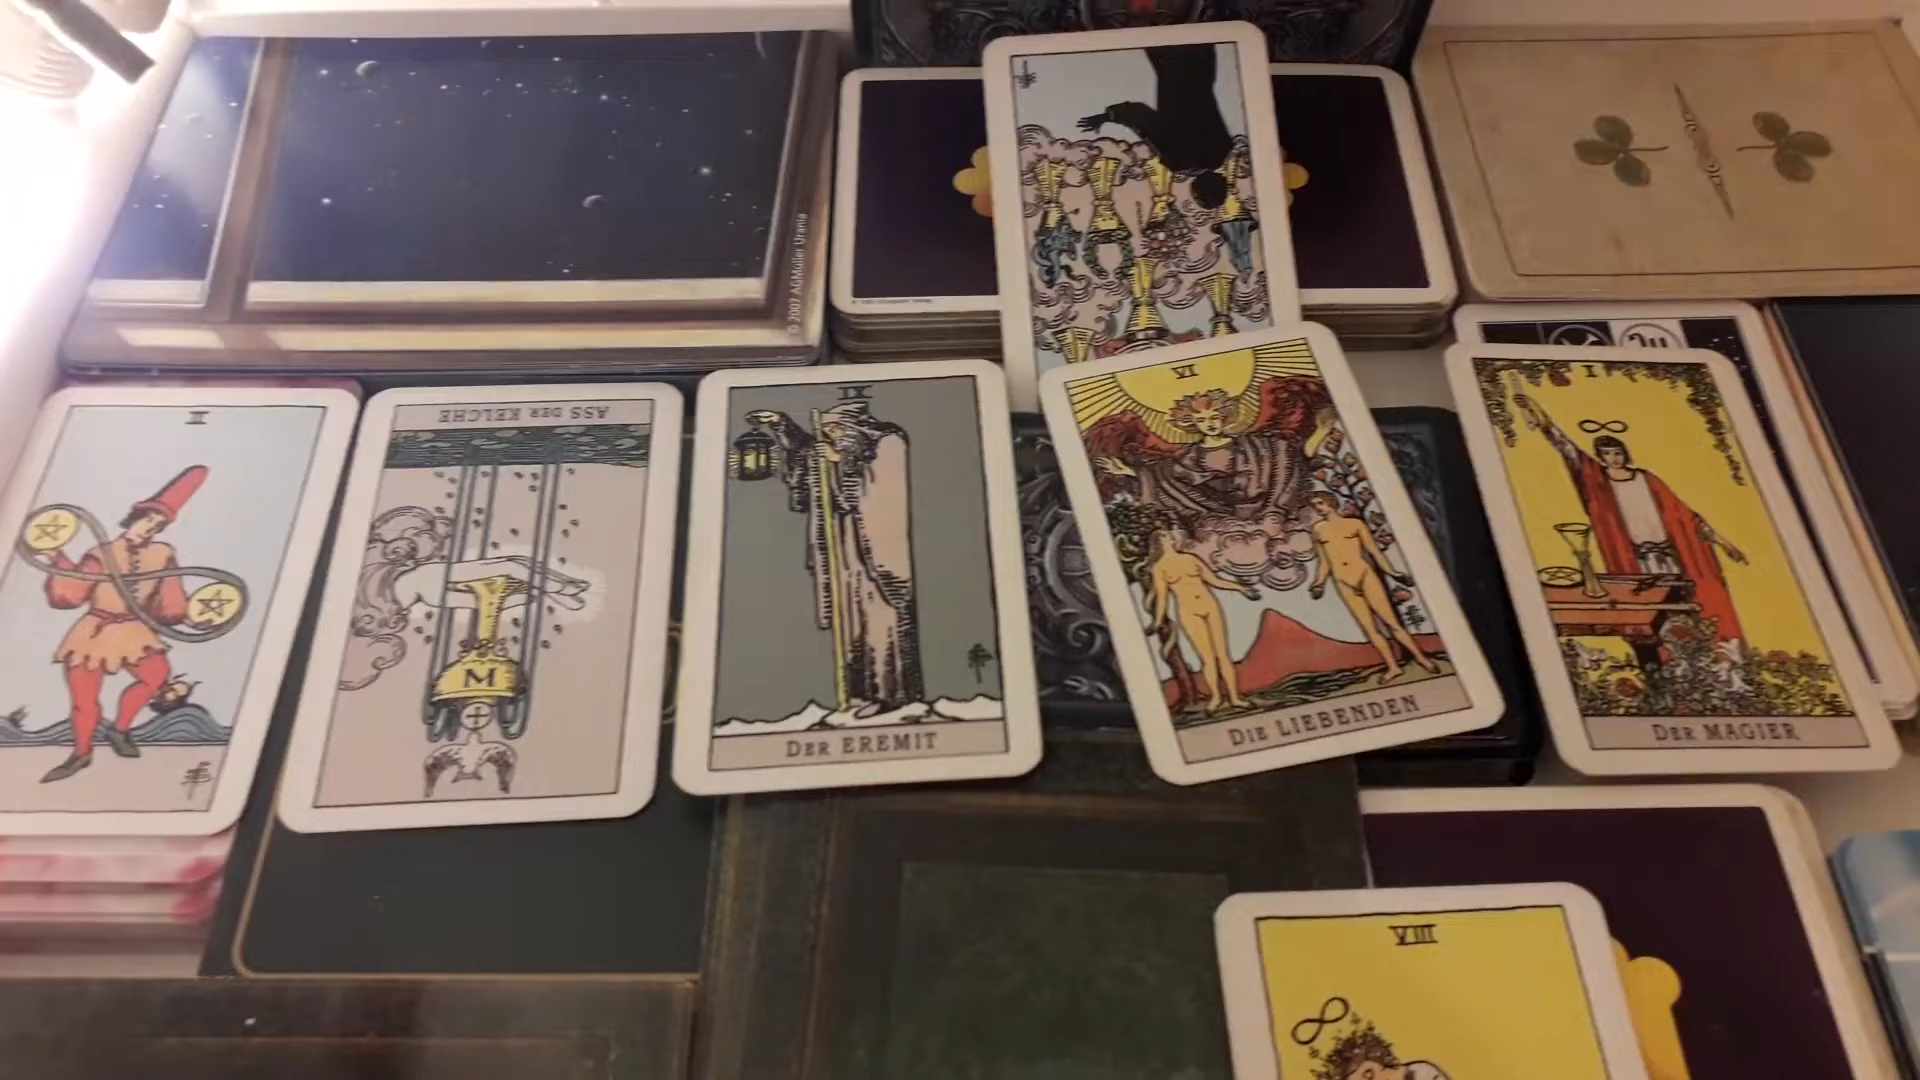 © 2007 AGMüller Urania
VI
II
ASS DER KELCHE
IX
I
M
DER EREMIT
DIE LIEBENDEN
DER MAGIER
VIII